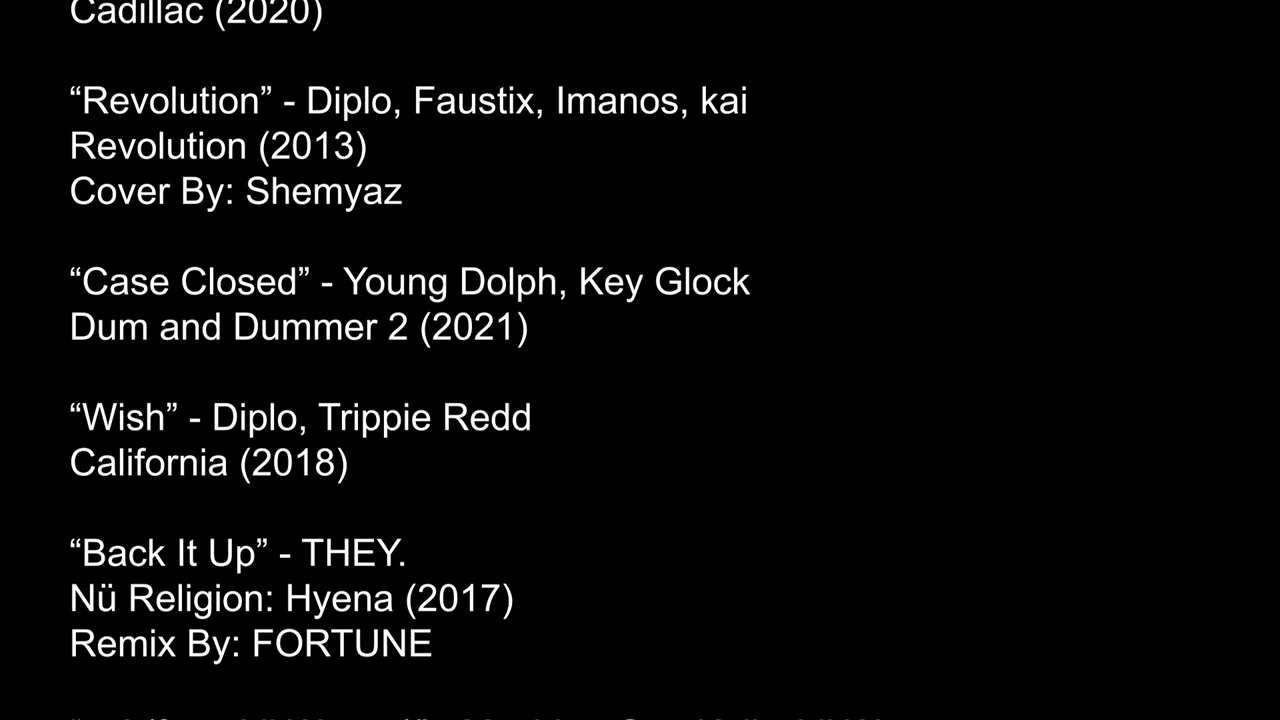 Cadillac (2020)
“Revolution” - Diplo, Faustix, Imanos, kai
Revolution (2013)
Cover By: Shemyaz
“Case Closed” - Young Dolph, Key Glock
Dum and Dummer 2 (2021)
“Wish” - Diplo, Trippie Redd
California (2018)
“Back It Up” - THEY.
Nü Religion: Hyena (2017)
Remix By: FORTUNE